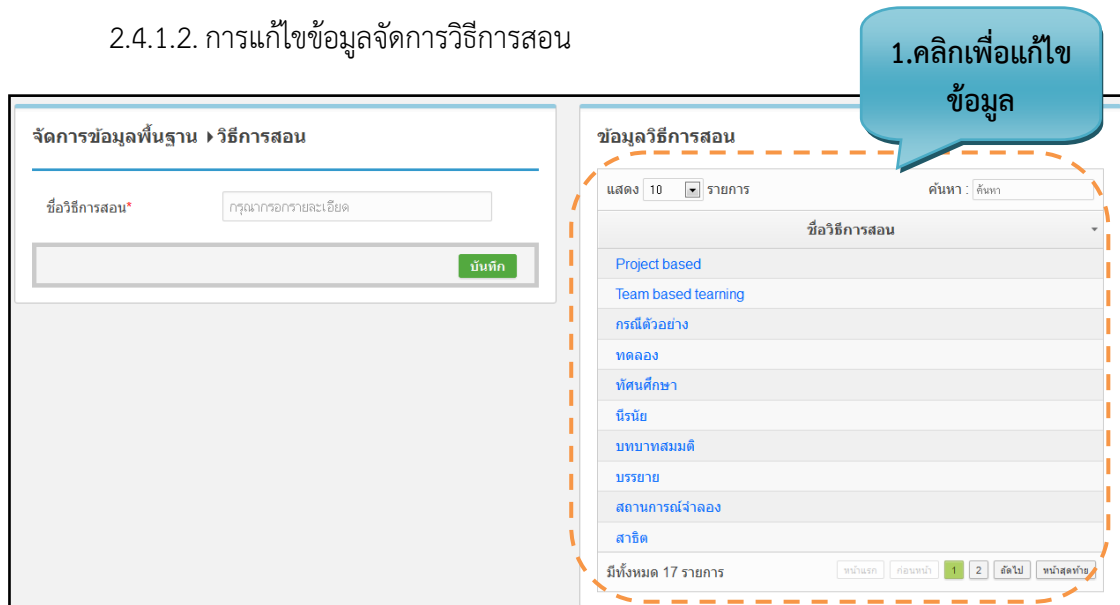 2.4.1.2. การแก้ไขข้อมูลจัดการวิธีการสอน
1.คลิกเพื่อแก้ไข
ข้อมูล
จัดการข้อมูลพื้นฐาน วิธีการสอน
ชื่อวิธีการสอน*
กรุณากรอกรายละเอียด
บันทึก
ข้อมูลวิธีการสอน
แสดง 10 รายการ
ค้นหา : ค้นหา
ชื่อวิธีการสอน
Project based
Team based tearning
กรณีตัวอย่าง
ทดลอง
ทัศนศึกษา
นีรนัย
บทบาทสมมติ
บรรยาย
สถานการณ์จำลอง
สาธิต
มีทั้งหมด 17 รายการ
หน้าแรก ก่อนหน้า 1 2 ถัดไป หน้าสุดท้าย